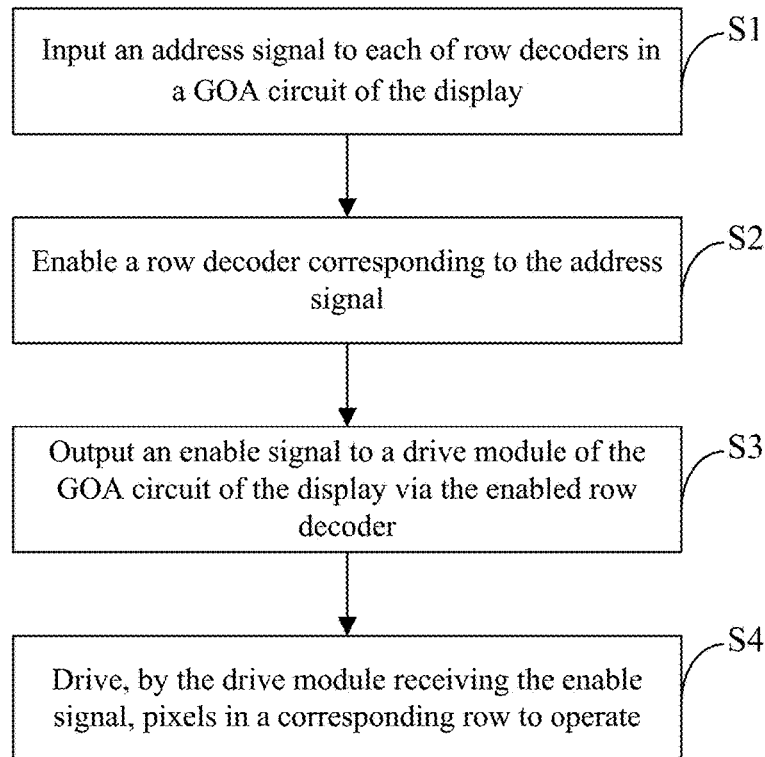 Input an address signal to each of row decoders in
a GOA circuit of the display
S1
Enable a row decoder corresponding to the address
signal
S2
Output an enable signal to a drive module of the
GOA circuit of the display via the enabled row
decoder
S3
Drive, by the drive module receiving the enable
signal, pixels in a corresponding row to operate
S4